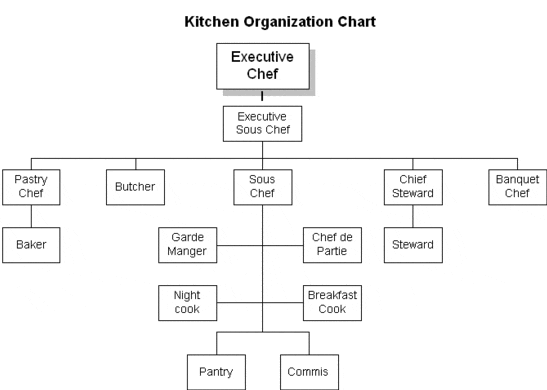 Kitchen Organization Chart
Executive
Chef
Executive
Sous Chef
Pastry
Chef
Butcher
Sous
Chef
Chief
Steward
Banquet
Chef
Baker
Garde
Manger
Chef de
Partie
Steward
Night
cook
Breakfast
Cook
Pantry
Commis